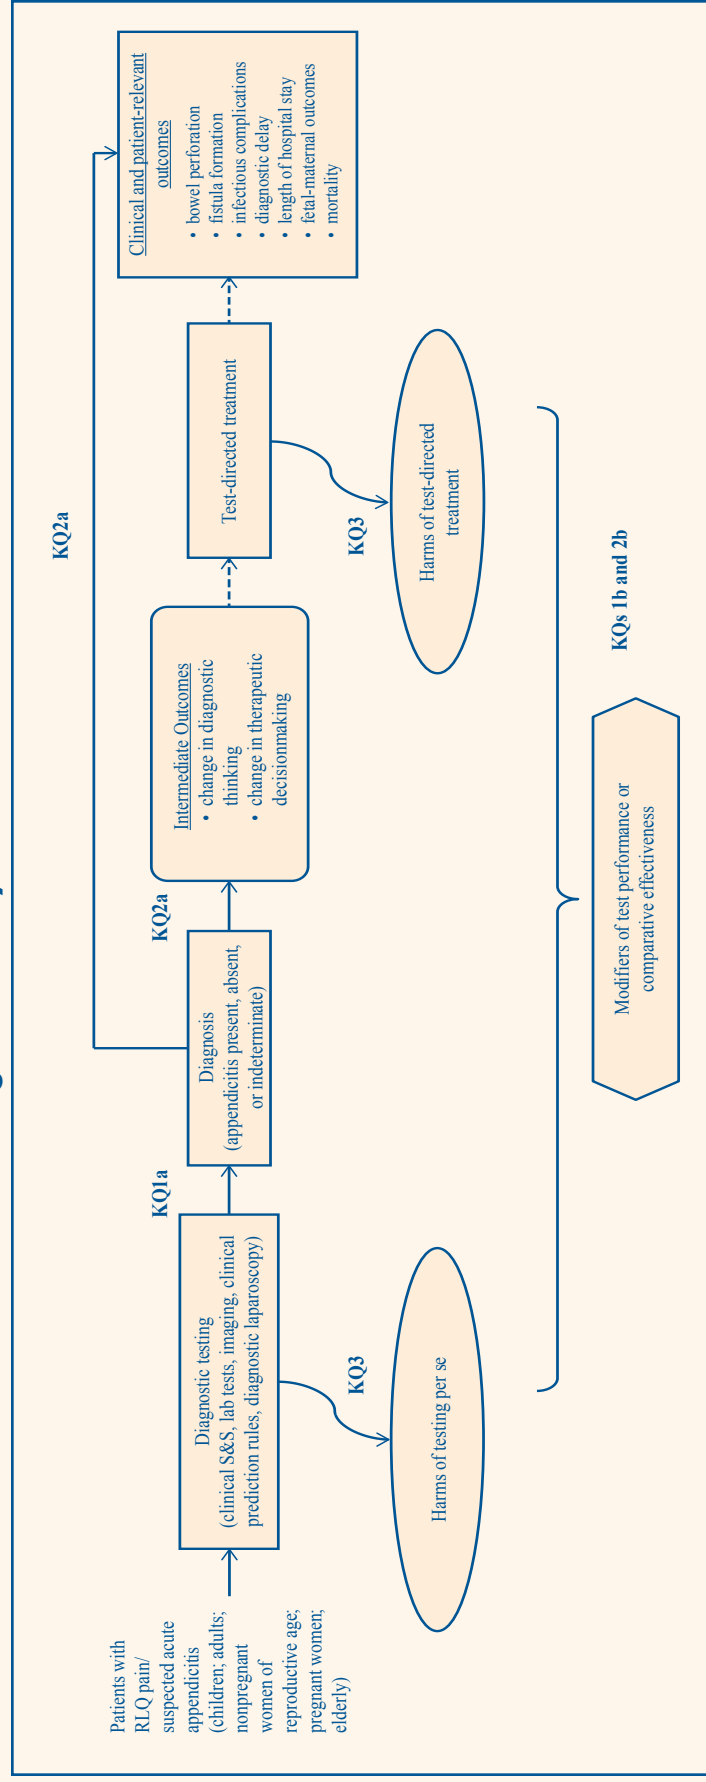 Patients with
RLQ pain/
suspected acute
appendicitis
(children; adults;
nonpregnant
women of
reproductive age;
pregnant women;
elderly)
Diagnostic testing
(clinical S&S, lab tests, imaging, clinical
prediction rules, diagnostic laparoscopy)
KQ3
Harms of testing per se
KQ1a
Diagnosis
(appendicitis present, absent,
or indeterminate)
KQ2a
Intermediate Outcomes
• change in diagnostic
thinking
• change in therapeutic
decisionmaking
KQ2a
Test-directed treatment
KQ3
Harms of test-directed
treatment
Clinical and patient-relevant
outcomes
• bowel perforation
• fistula formation
• infectious complications
• diagnostic delay
• length of hospital stay
• fetal-maternal outcomes
• mortality
KQs 1b and 2b
Modifiers of test performance or
comparative effectiveness